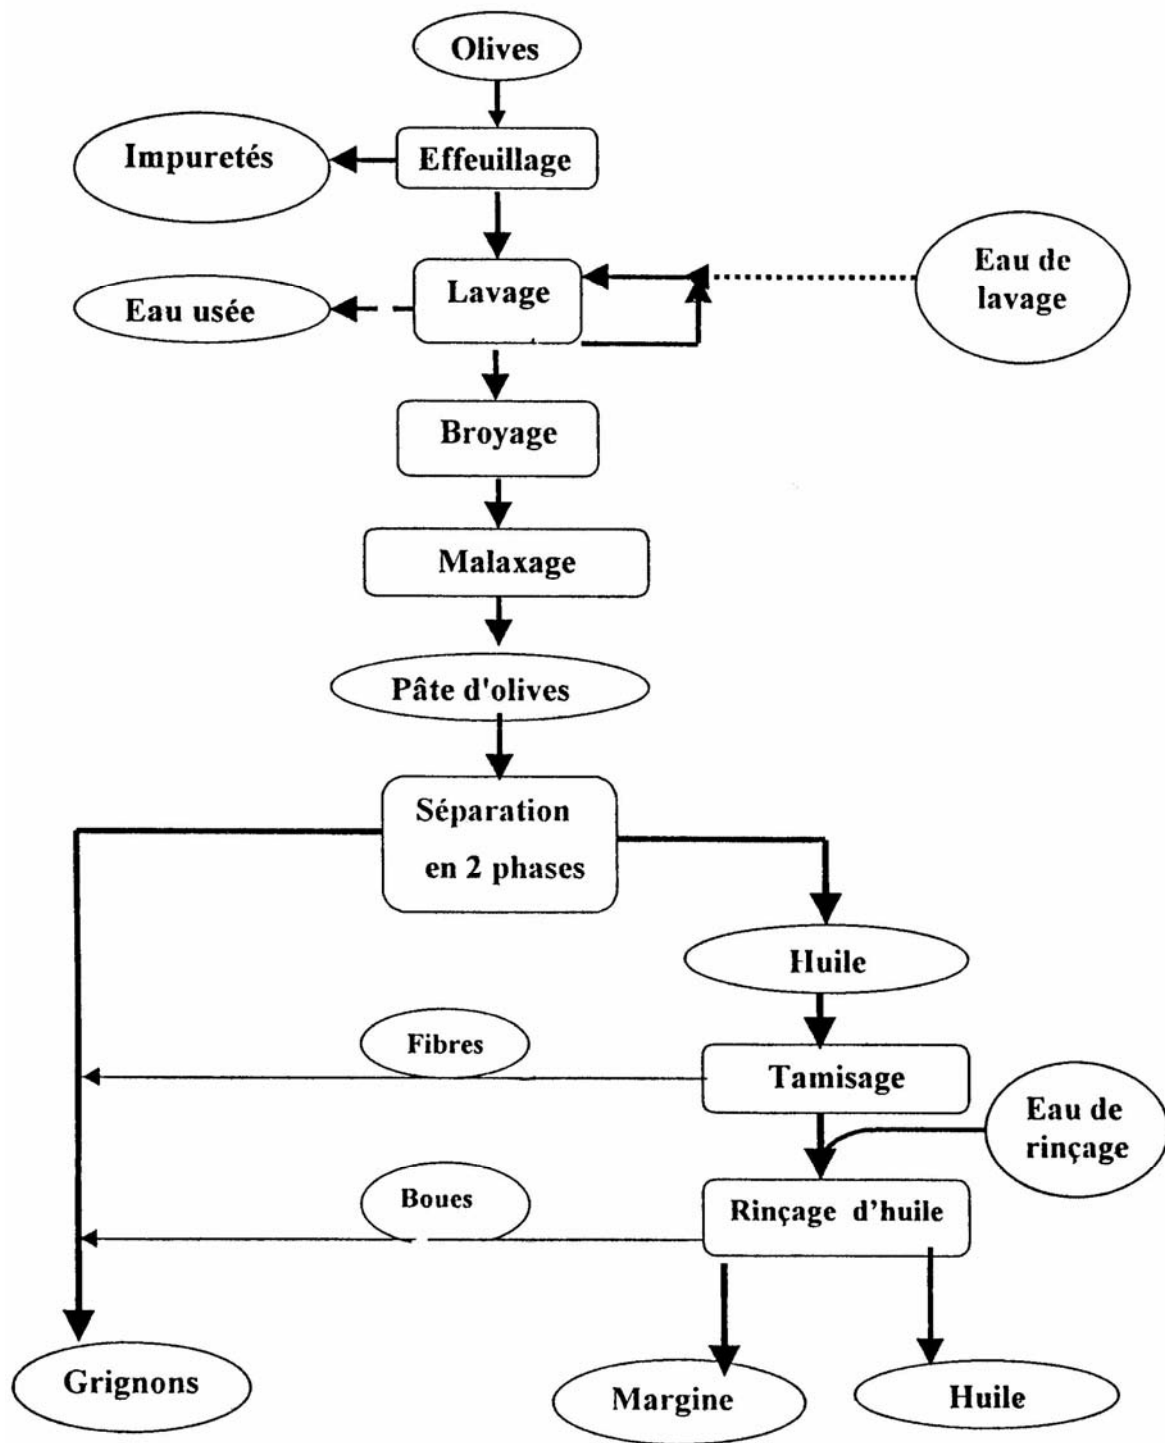 Olives
Impuretés
Effeuillage
Eau de
lavage
Eau usée
Lavage
Broyage
Malaxage
Pâte d'olives
Séparation
en 2 phases
Huile
Fibres
Tamisage
Eau de
rinçage
Boues
Rinçage d'huile
Grignons
Margine
Huile